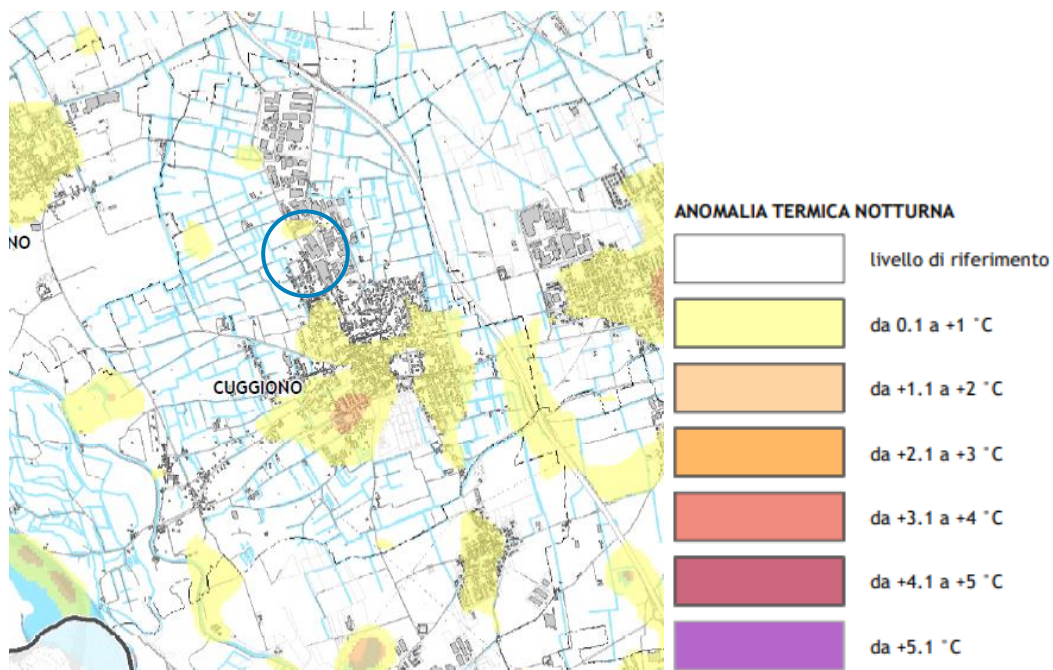 NO
CUGGIONO
ANOMALIA TERMICA NOTTURNA
livello di riferimento
da 0.1 a +1 °C
da +1.1 a +2 °C
da +2.1 a +3 °C
da +3.1 a +4 °C
da +4.1 a +5 °C
da +5.1 °C